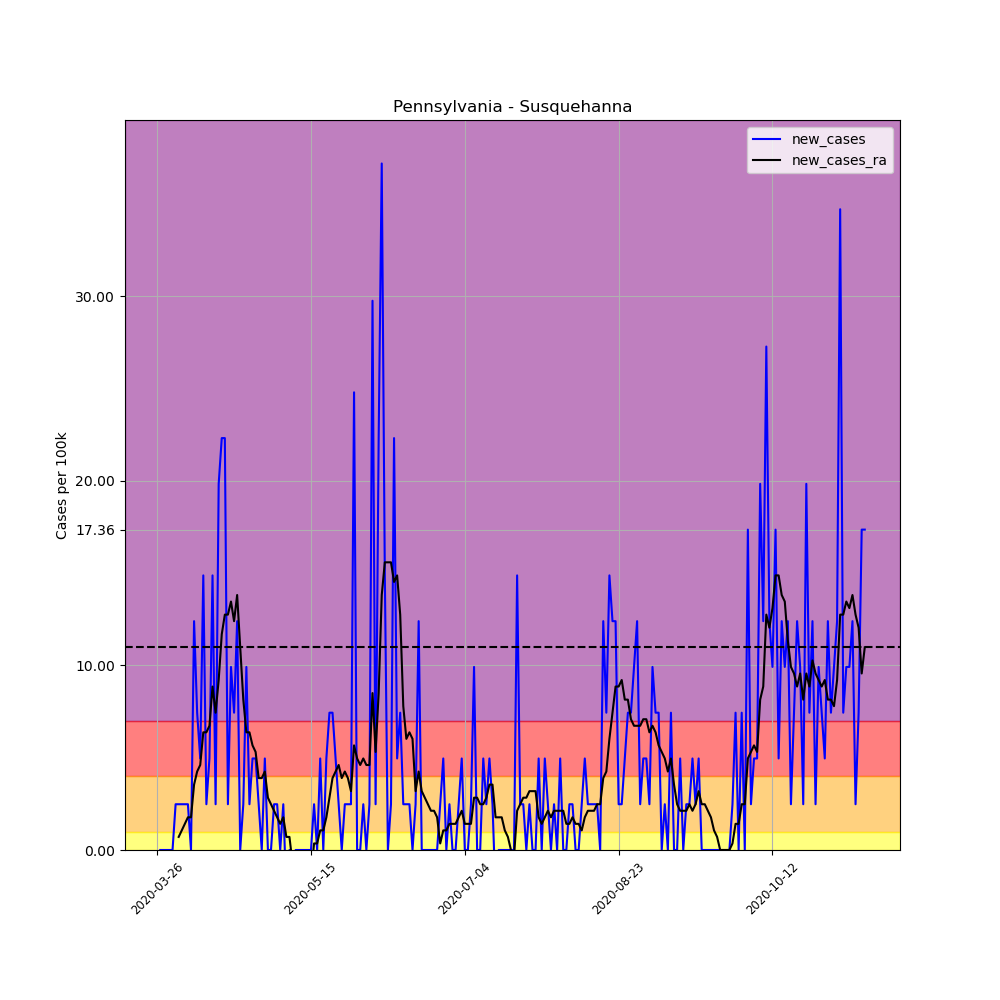 Pennsylvania - Susquehanna
new_cases
new_cases_ra
Cases per 100k
30.00
20.00
17.36
10.00
0.00
2020-03-26
2020-05-15
2020-07-04
2020-08-23
2020-10-12